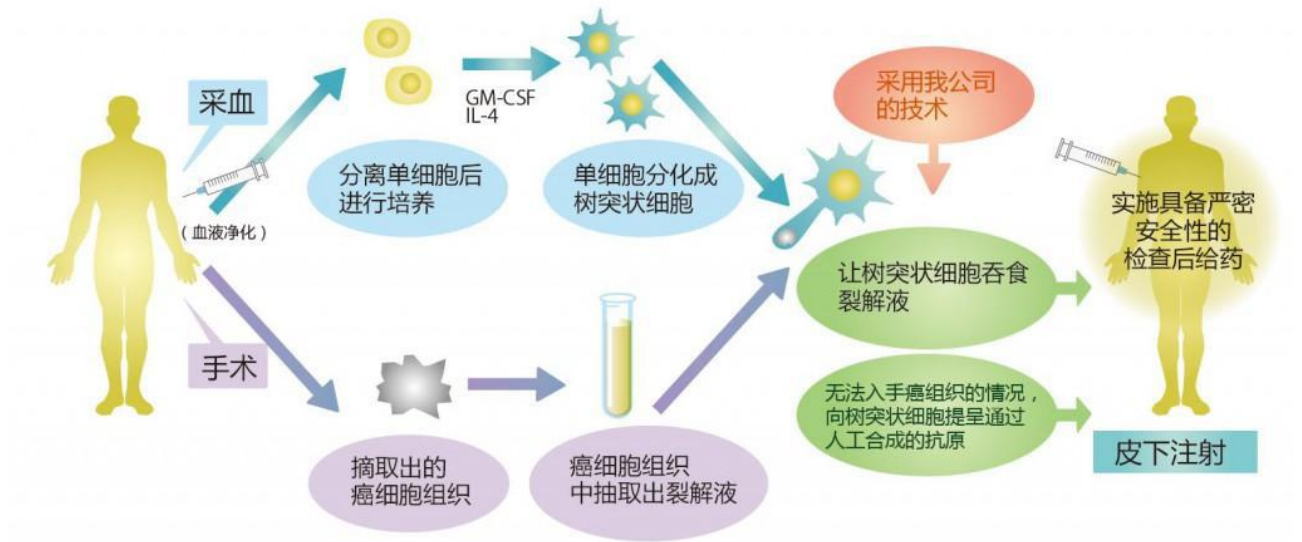 采血
(血液净化)
GM-CSF
IL-4
分离单细胞后
进行培养
单细胞分化成
树突状细胞
采用我公司
的技术
手术
摘取出的
癌细胞组织
癌细胞组织
中抽取出裂解液
让树突状细胞吞食
裂解液
无法入手癌组织的情况，
向树突状细胞提呈通过
人工合成的抗原
实施具备严密
安全性的
检查后给药
皮下注射